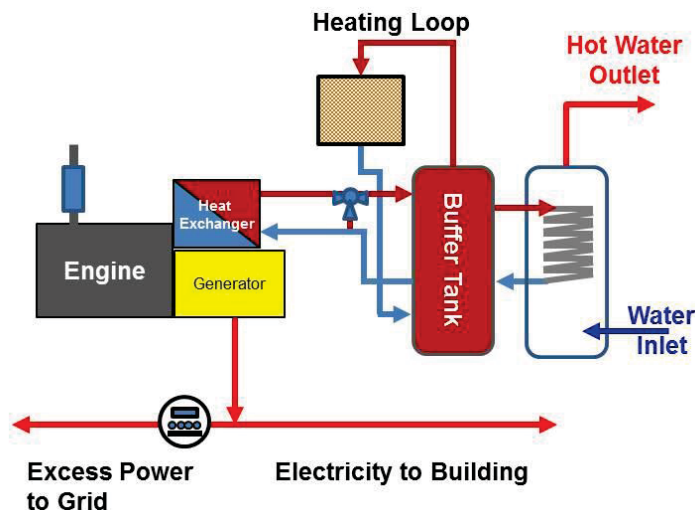 Heating Loop
Hot Water
Outlet
Heat
Exchanger
Engine
Generator
Buffer Tank
Water
Inlet
Excess Power
to Grid
Electricity to Building